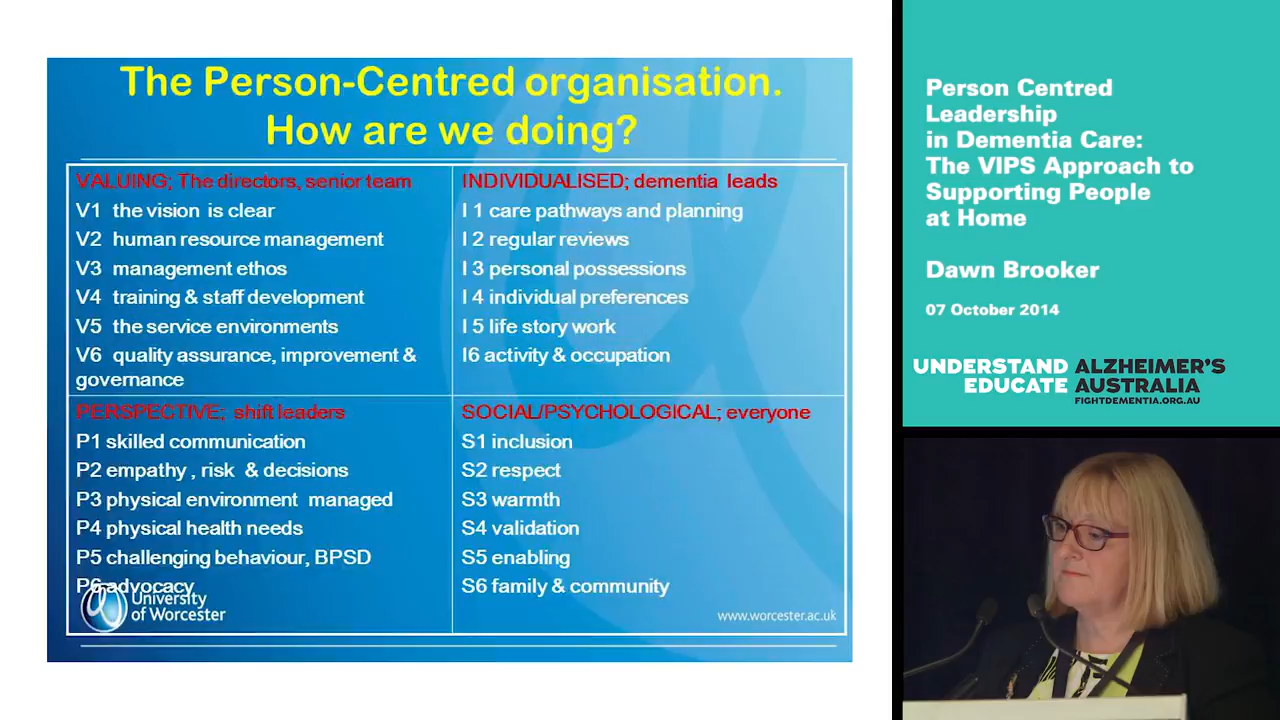 The Person-Centred organisation.
How are we doing?
VALUING; The directors, senior team
V1 the vision is clear
V2 human resource management
V3 management ethos
V4 training & staff development
V5 the service environments
V6 quality assurance, improvement &
governance
INDIVIDUALISED; dementia leads
I 1 care pathways and planning
I 2 regular reviews
I 3 personal possessions
I 4 individual preferences
I 5 life story work
I6 activity & occupation
PERSPECTIVE; shift leaders
P1 skilled communication
P2 empathy , risk & decisions
P3 physical environment managed
P4 physical health needs
P5 challenging behaviour, BPSD
P6 advocacy
SOCIAL/PSYCHOLOGICAL; everyone
S1 inclusion
S2 respect
S3 warmth
S4 validation
S5 enabling
S6 family & community
University
of Worcester
www.worcester.ac.uk
Person Centred
Leadership
in Dementia Care:
The VIPS Approach to
Supporting People
at Home
Dawn Brooker
07 October 2014
UNDERSTAND ALZHEIMER'S
EDUCATE AUSTRALIA
FIGHTDEMENTIA.ORG.AU